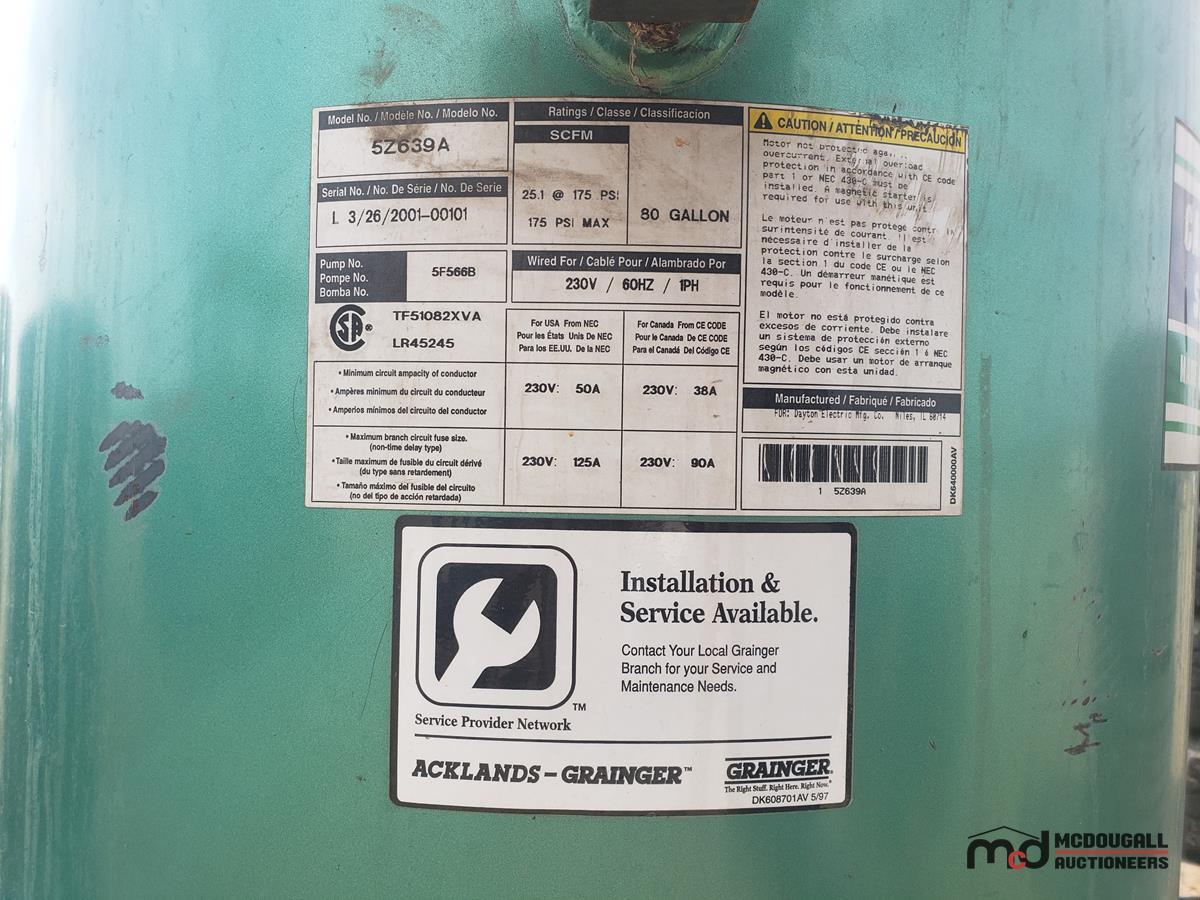 Model No. / Modèle No. / Modelo No.
5Z639A
Serial No. / No. De Série / No. De Serie
L 3/26/2001-00101
Pump No.
Pompe No.
Bomba No.
5F566B
CSA ®
TF51082XVA
LR45245
Ratings / Classe / Classificacion
SCFM
25.1 @ 175 PSI
175 PSI MAX
80 GALLON
Wired For / Cablé Pour / Alambrado Por
230V / 60HZ / 1PH
For USA From NEC
Pour les États Unis De NEC
Para los EE.UU. De la NEC
For Canada From CE CODE
Pour le Canada De CE CODE
Para el Canadá Del Código CE
• Minimum circuit ampacity of conductor
• Ampères minimum du circuit du conducteur
• Amperios mínimos del circuito del conductor
230V: 50A
230V: 38A
• Maximum branch circuit fuse size.
(non-time delay type)
• Taille maximum de fusible du circuit dérivé
(du type sans retardement)
• Tamaño máximo del fusible del circuito
(no del tipo de acción retardada)
230V: 125A
230V: 90A
CAUTION / ATTENTION / PRECAUCION
Motor not protected
overcurrent. External overload
protection in accordance with CE code
part 1 or NEC 430-C must be
installed. A magnetic starter is
required for use with this unit
Le moteur n'est pas protégé
surintensité de courant. Il est
nécessaire d'installer de la
protection contre le surcharge selon
la section 1 du code CE ou le NEC
430-C. Un démarreur manétique est
requis pour le fonctionnement de ce
modèle.
El motor no está protegido contra
excesos de corriente. Debe instalare
un sistema de protección externo
según los códigos CE sección 1 ó NEC
430-C. Debe usar un motor de arranque
magnético con esta unidad.
Manufactured / Fabriqué / Fabricado
FOR: Dayton Electric Mfg. Co. Niles, IL 60714
1 5Z639A
DK640000AV
Installation &
Service Available.
Contact Your Local Grainger
Branch for your Service and
Maintenance Needs.
TM
Service Provider Network
ACKLANDS-GRAINGER™
GRAINGER®
The Right Stuff. Right Here. Right Now.®
DK608701AV 5/97
mcd MCDOUGALL
AUCTIONEERS